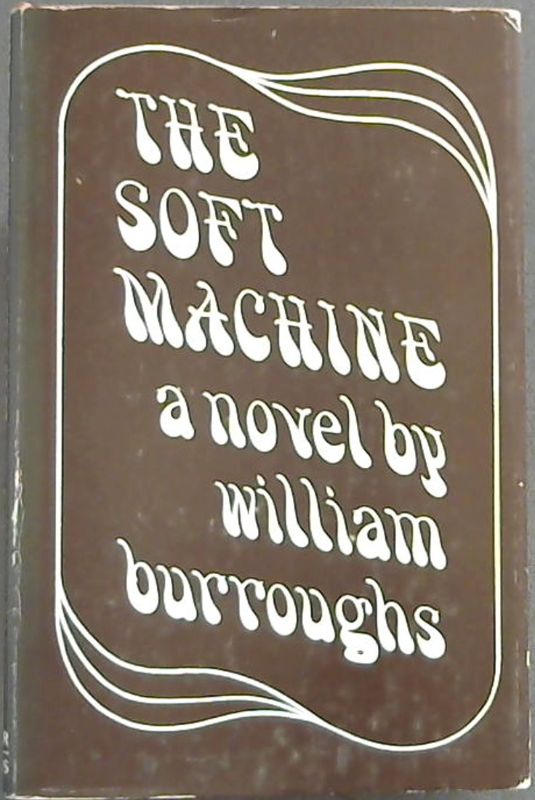 THE
SOFT
MACHINE
a novel by
william
burroughs